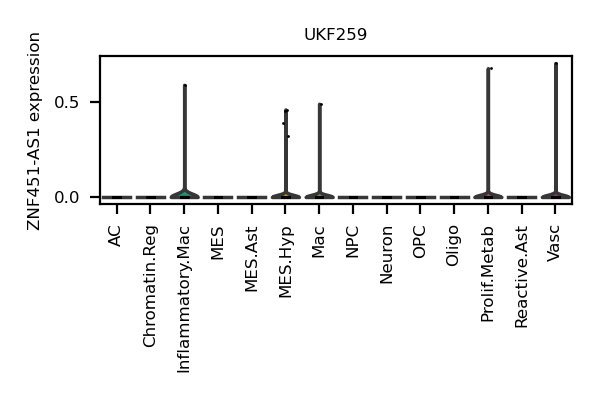 UKF259
ZNF451-AS1 expression
0.5
0.0
AC
Chromatin.Reg
Inflammatory.Mac
MES
MES.Ast
MES.Hyp
Mac
NPC
Neuron
OPC
Oligo
Prolif.Metab
Reactive.Ast
Vasc